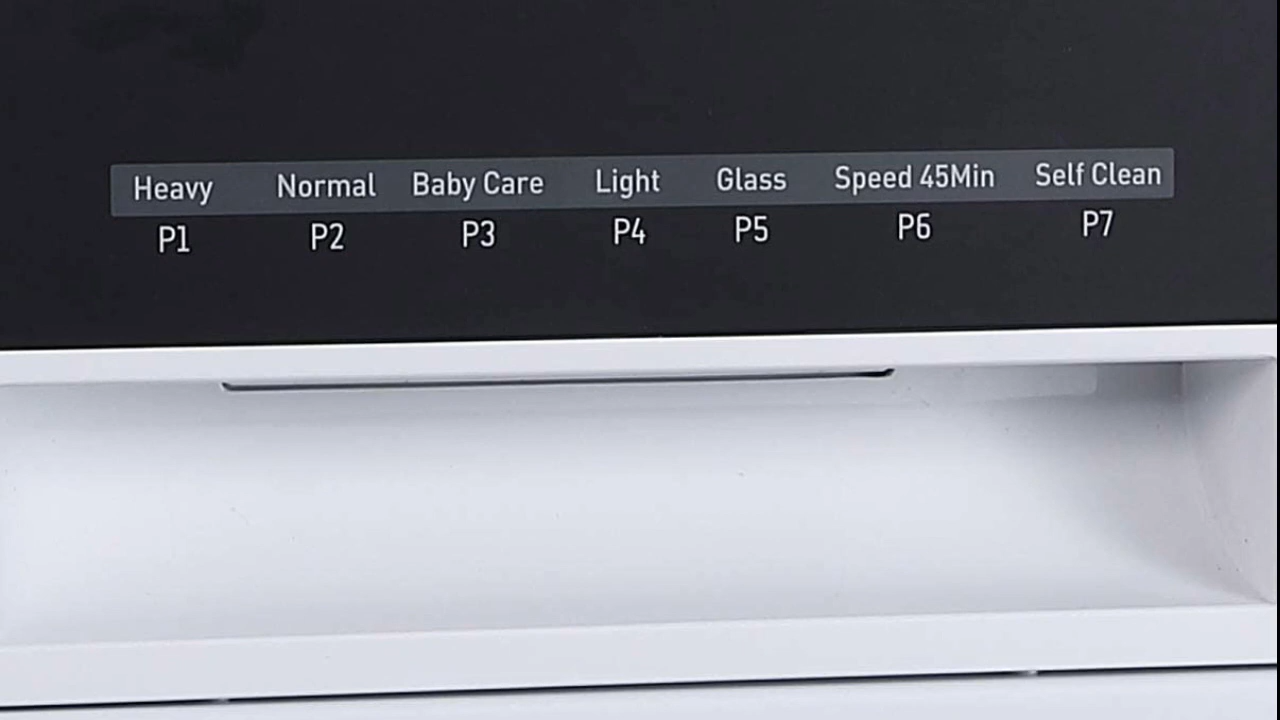 Heavy Normal Baby Care Light Glass Speed 45Min Self Clean
P1 P2 P3 P4 P5 P6 P7